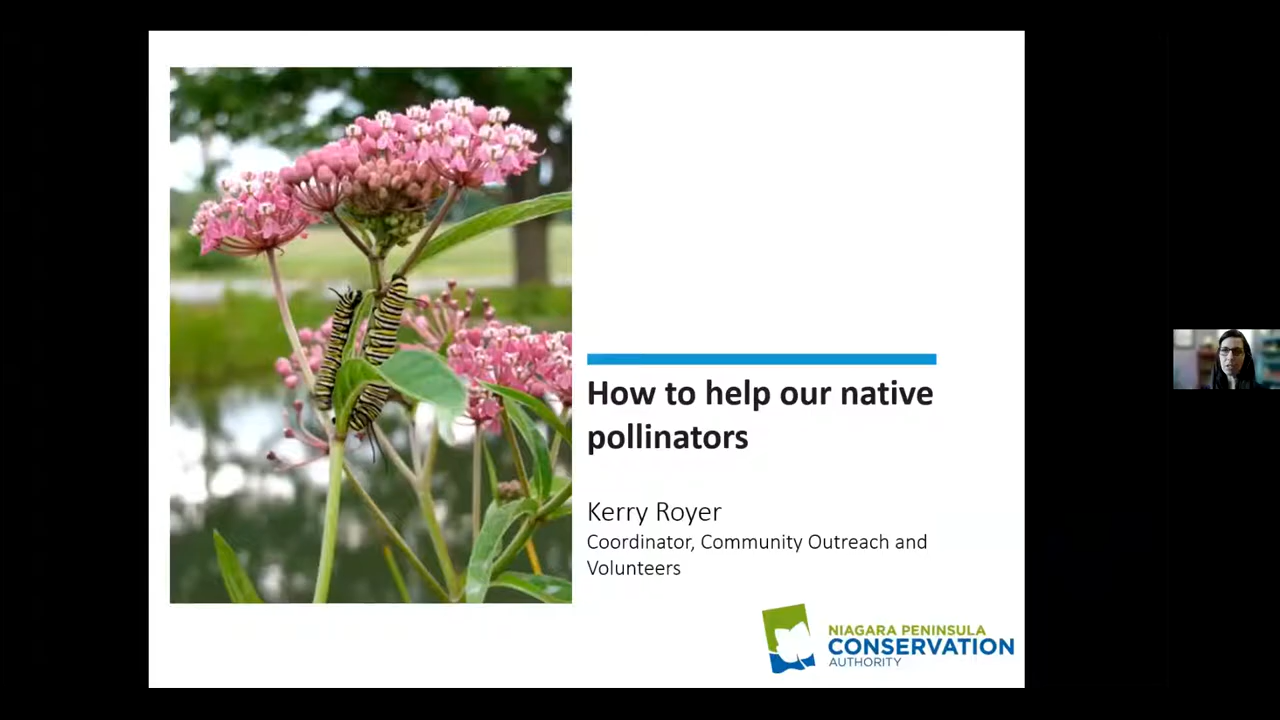 How to help our native
pollinators
Kerry Royer
Coordinator, Community Outreach and
Volunteers
NIAGARA PENINSULA
CONSERVATION
AUTHORITY